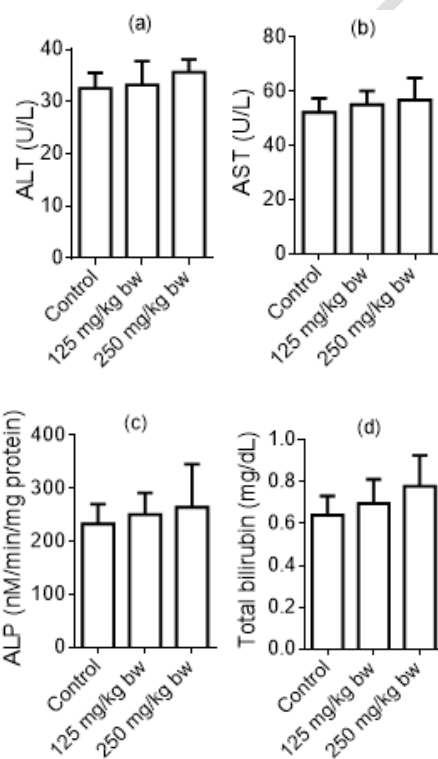 (a)
ALT (U/L)
40
30
20
10
0
Control
125 mg/kg bw
250 mg/kg bw
(b)
AST (U/L)
80
60
40
20
0
Control
125 mg/kg bw
250 mg/kg bw
(c)
ALP (nM/min/mg protein)
400
300
200
100
0
Control
125 mg/kg bw
250 mg/kg bw
(d)
Total bilirubin (mg/dL)
1.0
0.8
0.6
0.4
0.2
0.0
Control
125 mg/kg bw
250 mg/kg bw